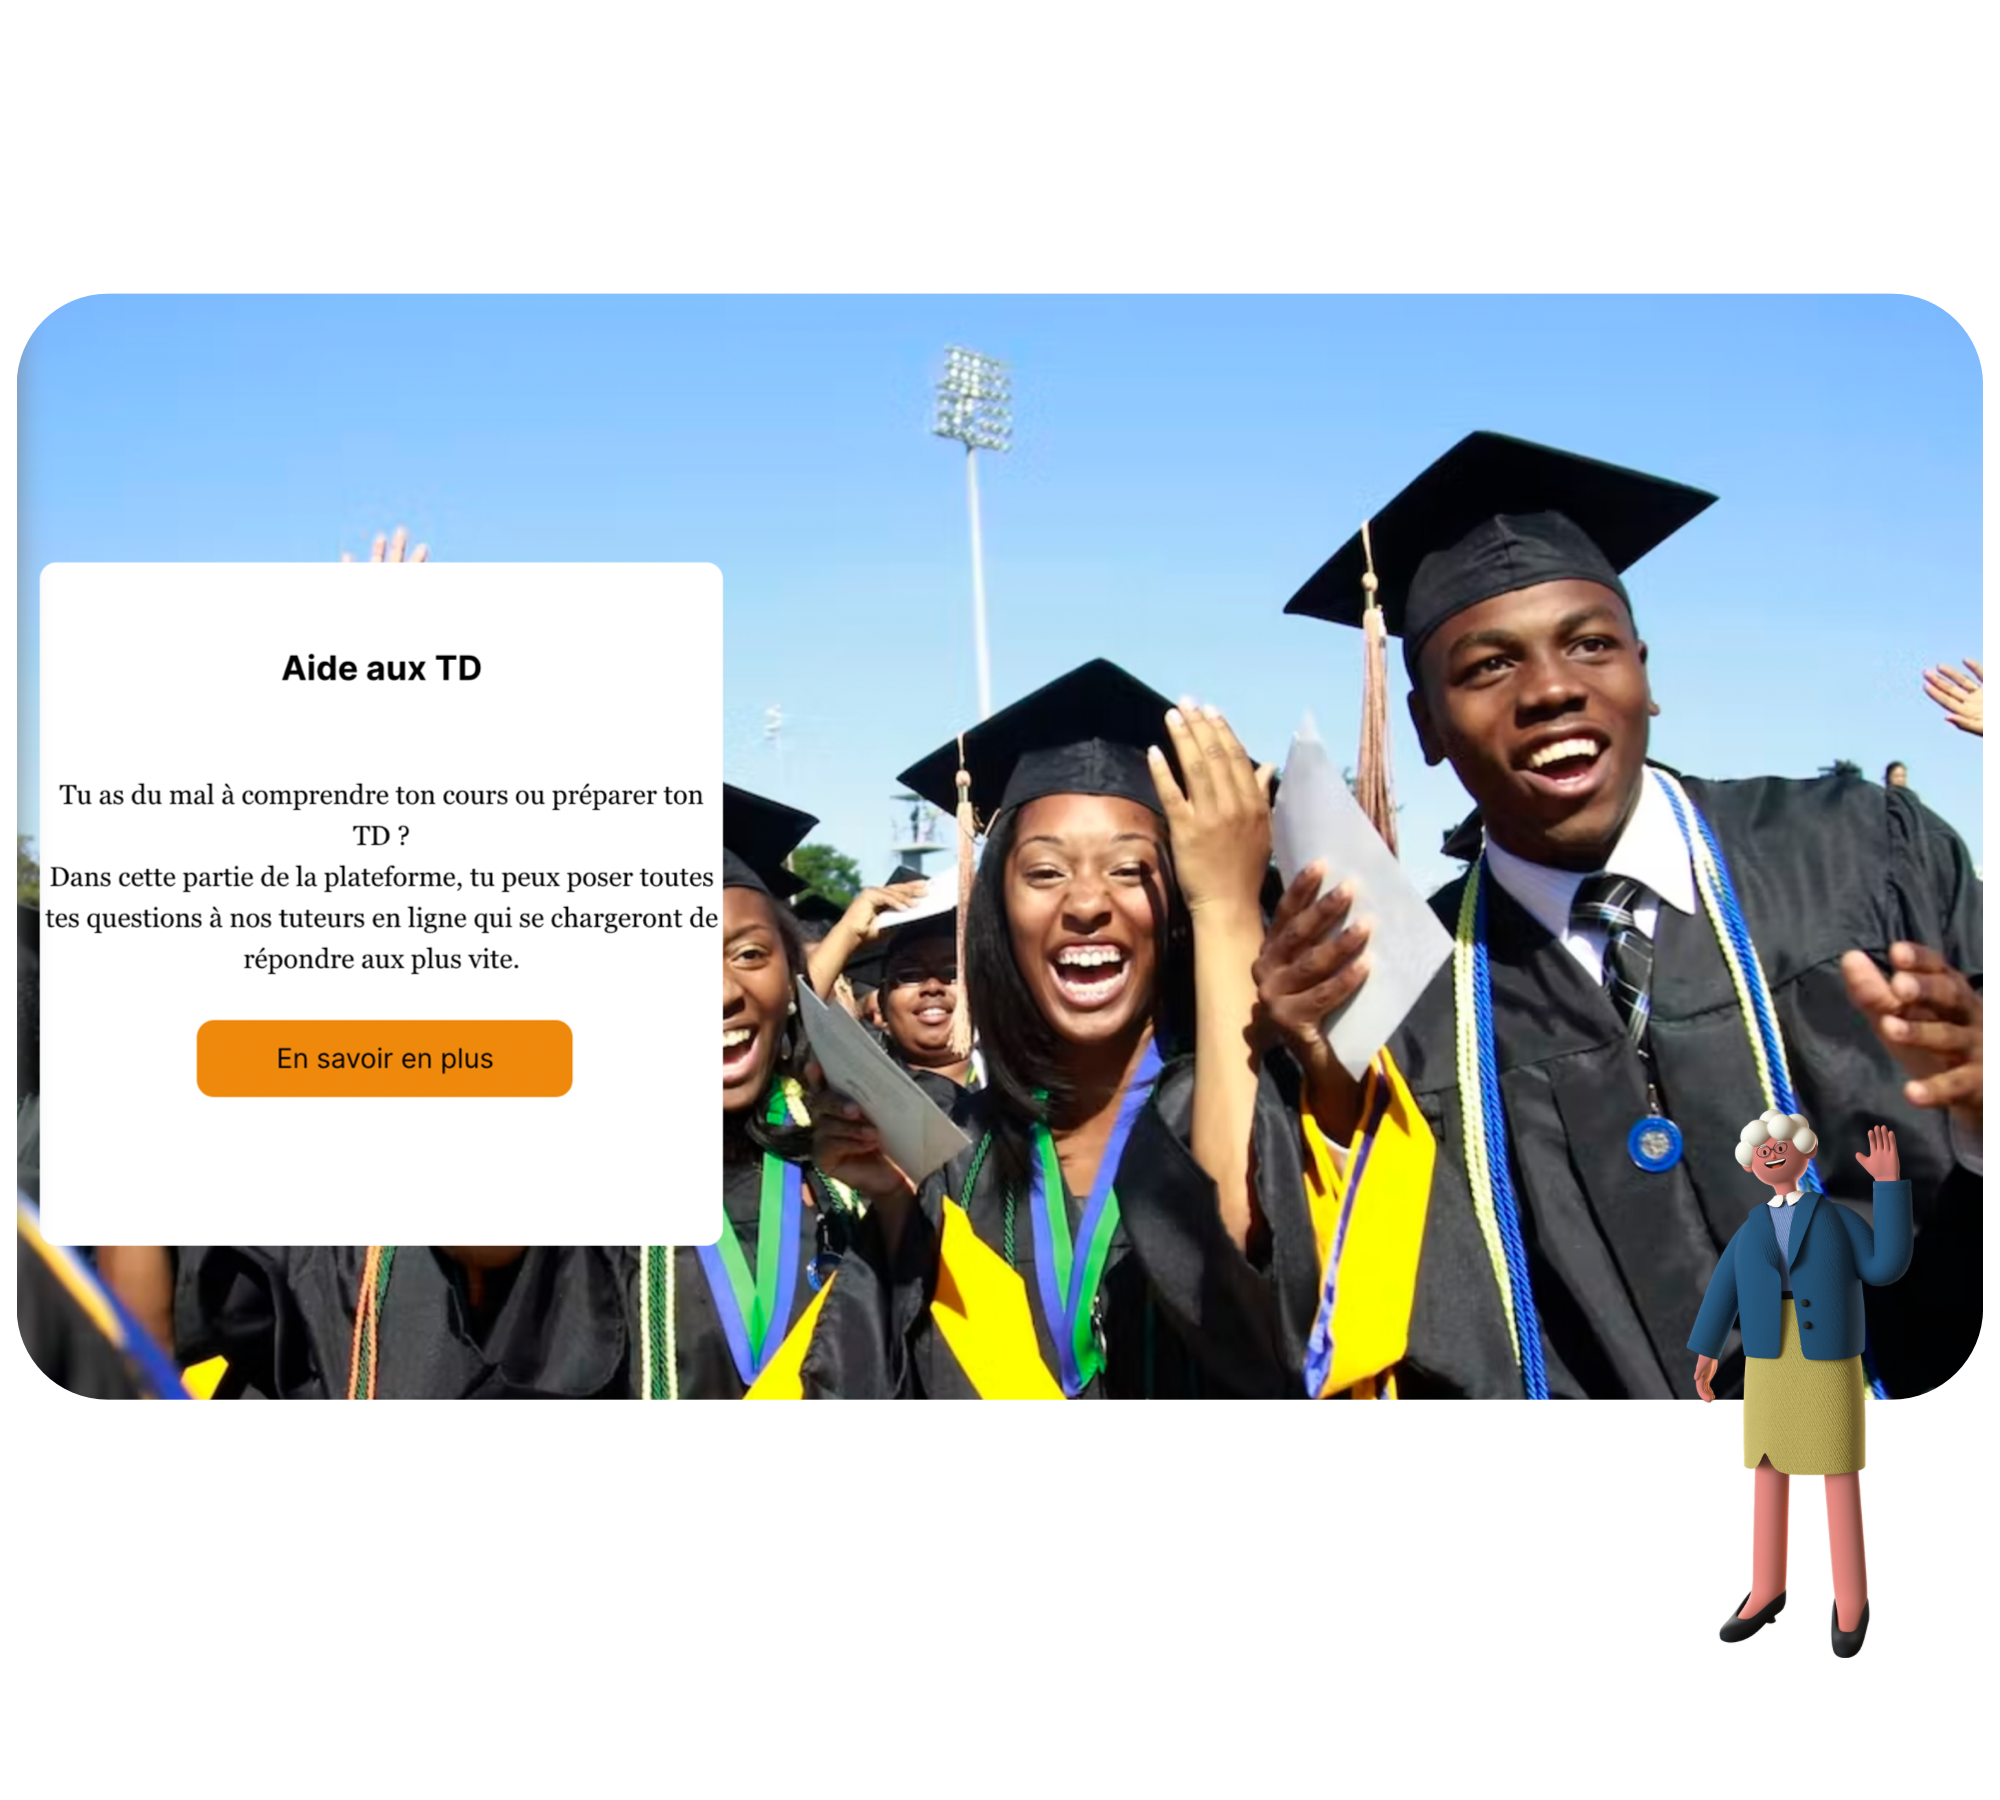 Aide aux TD
Tu as du mal à comprendre ton cours ou préparer ton
TD ?
Dans cette partie de la plateforme, tu peux poser toutes
tes questions à nos tuteurs en ligne qui se chargeront de
répondre aux plus vite.
En savoir en plus